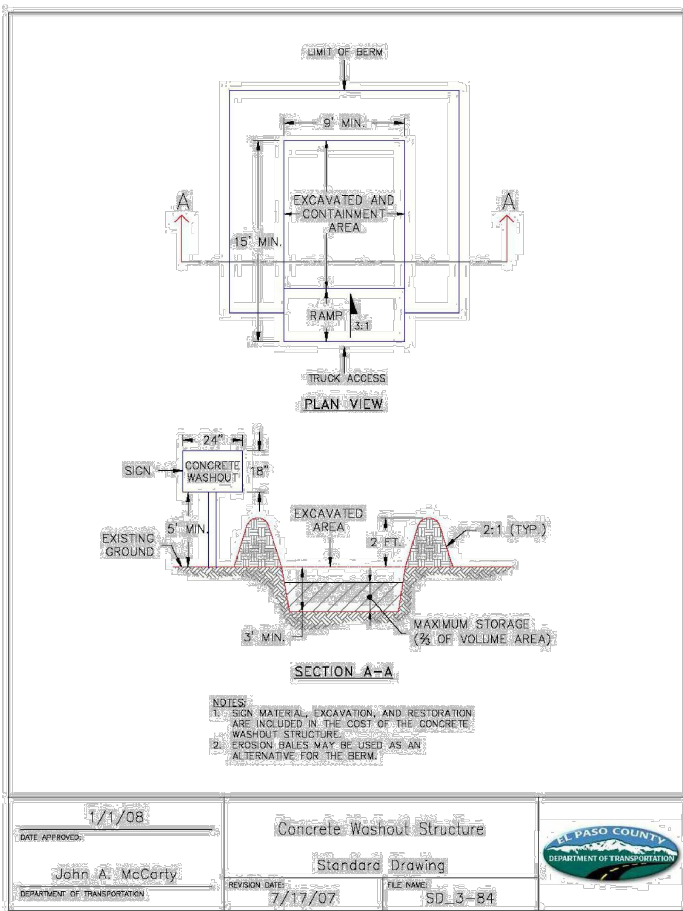 LIMIT OF BERM
9' MIN.
A
A
EXCAVATED AND
CONTAINMENT
AREA
15' MIN.
RAMP
3:1
TRUCK ACCESS
PLAN VIEW
24"
SIGN
CONCRETE
WASHOUT
18"
5' MIN.
EXISTING
GROUND
EXCAVATED
AREA
2 FT.
2:1 (TYP.)
3' MIN.
MAXIMUM STORAGE
(⅔ OF VOLUME AREA)
SECTION A-A
NOTES:
1. SIGN MATERIAL, EXCAVATION, AND RESTORATION
ARE INCLUDED IN THE COST OF THE CONCRETE
WASHOUT STRUCTURE.
2. EROSION BALES MAY BE USED AS AN
ALTERNATIVE FOR THE BERM.
1/1/08
DATE APPROVED:
John A. McCarty
DEPARTMENT OF TRANSPORTATION
Concrete Washout Structure
Standard Drawing
REVISION DATE:
7/17/07
FILE NAME:
SD_3-84
EL PASO COUNTY
DEPARTMENT OF TRANSPORTATION